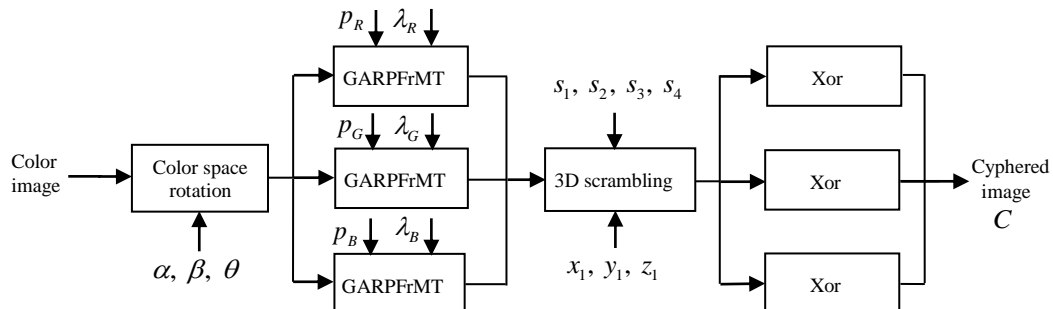 p_R λ_R
GARPFrMT
Xor
s_1, s_2, s_3, s_4
p_G λ_G
Color
image
Color space
rotation
GARPFrMT
3D scrambling
Xor
Cyphered
image
C
p_B λ_B
α, β, θ
x_1, y_1, z_1
GARPFrMT
Xor